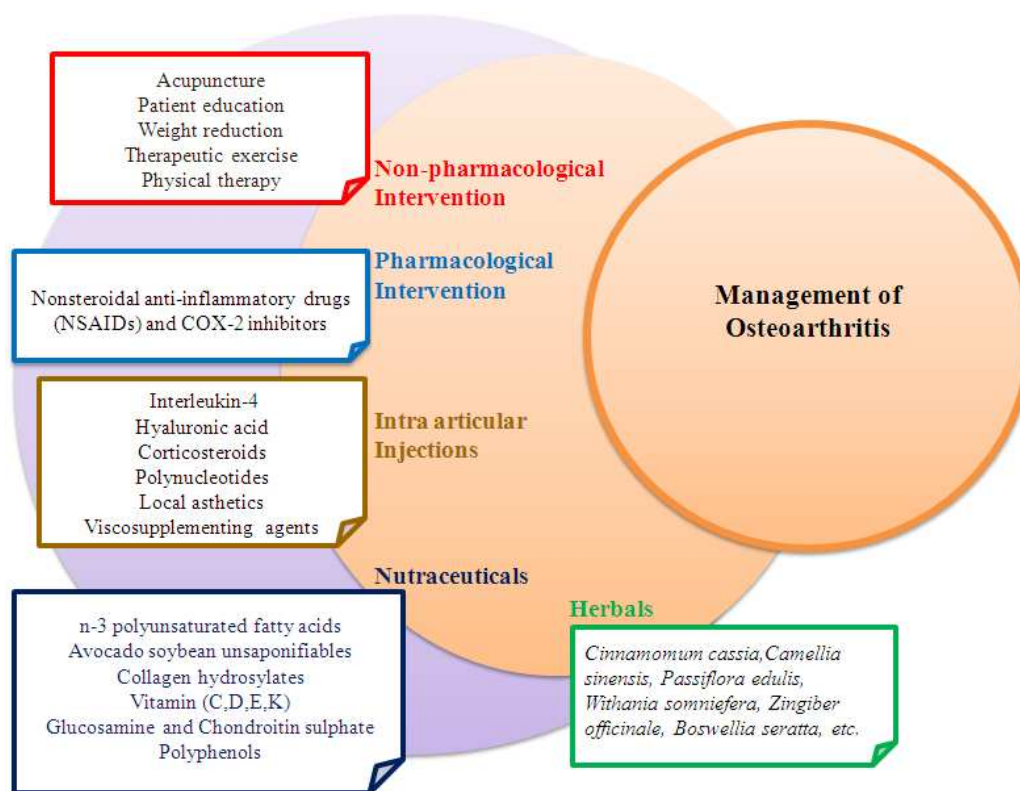 Acupuncture
Patient education
Weight reduction
Therapeutic exercise
Physical therapy
Non-pharmacological
Intervention
Nonsteroidal anti-inflammatory drugs
(NSAIDs) and COX-2 inhibitors
Pharmacological
Intervention
Management of
Osteoarthritis
Interleukin-4
Hyaluronic acid
Corticosteroids
Polynucleotides
Local asthetics
Viscosupplementing agents
Intra articular
Injections
Nutraceuticals
n-3 polyunsaturated fatty acids
Avocado soybean unsaponifiables
Collagen hydrosylates
Vitamin (C,D,E,K)
Glucosamine and Chondroitin sulphate
Polyphenols
Herbals
Cinnamomum cassia,Camellia
sinensis, Passiflora edulis,
Withania somniefera, Zingiber
officinale, Boswellia seratta, etc.